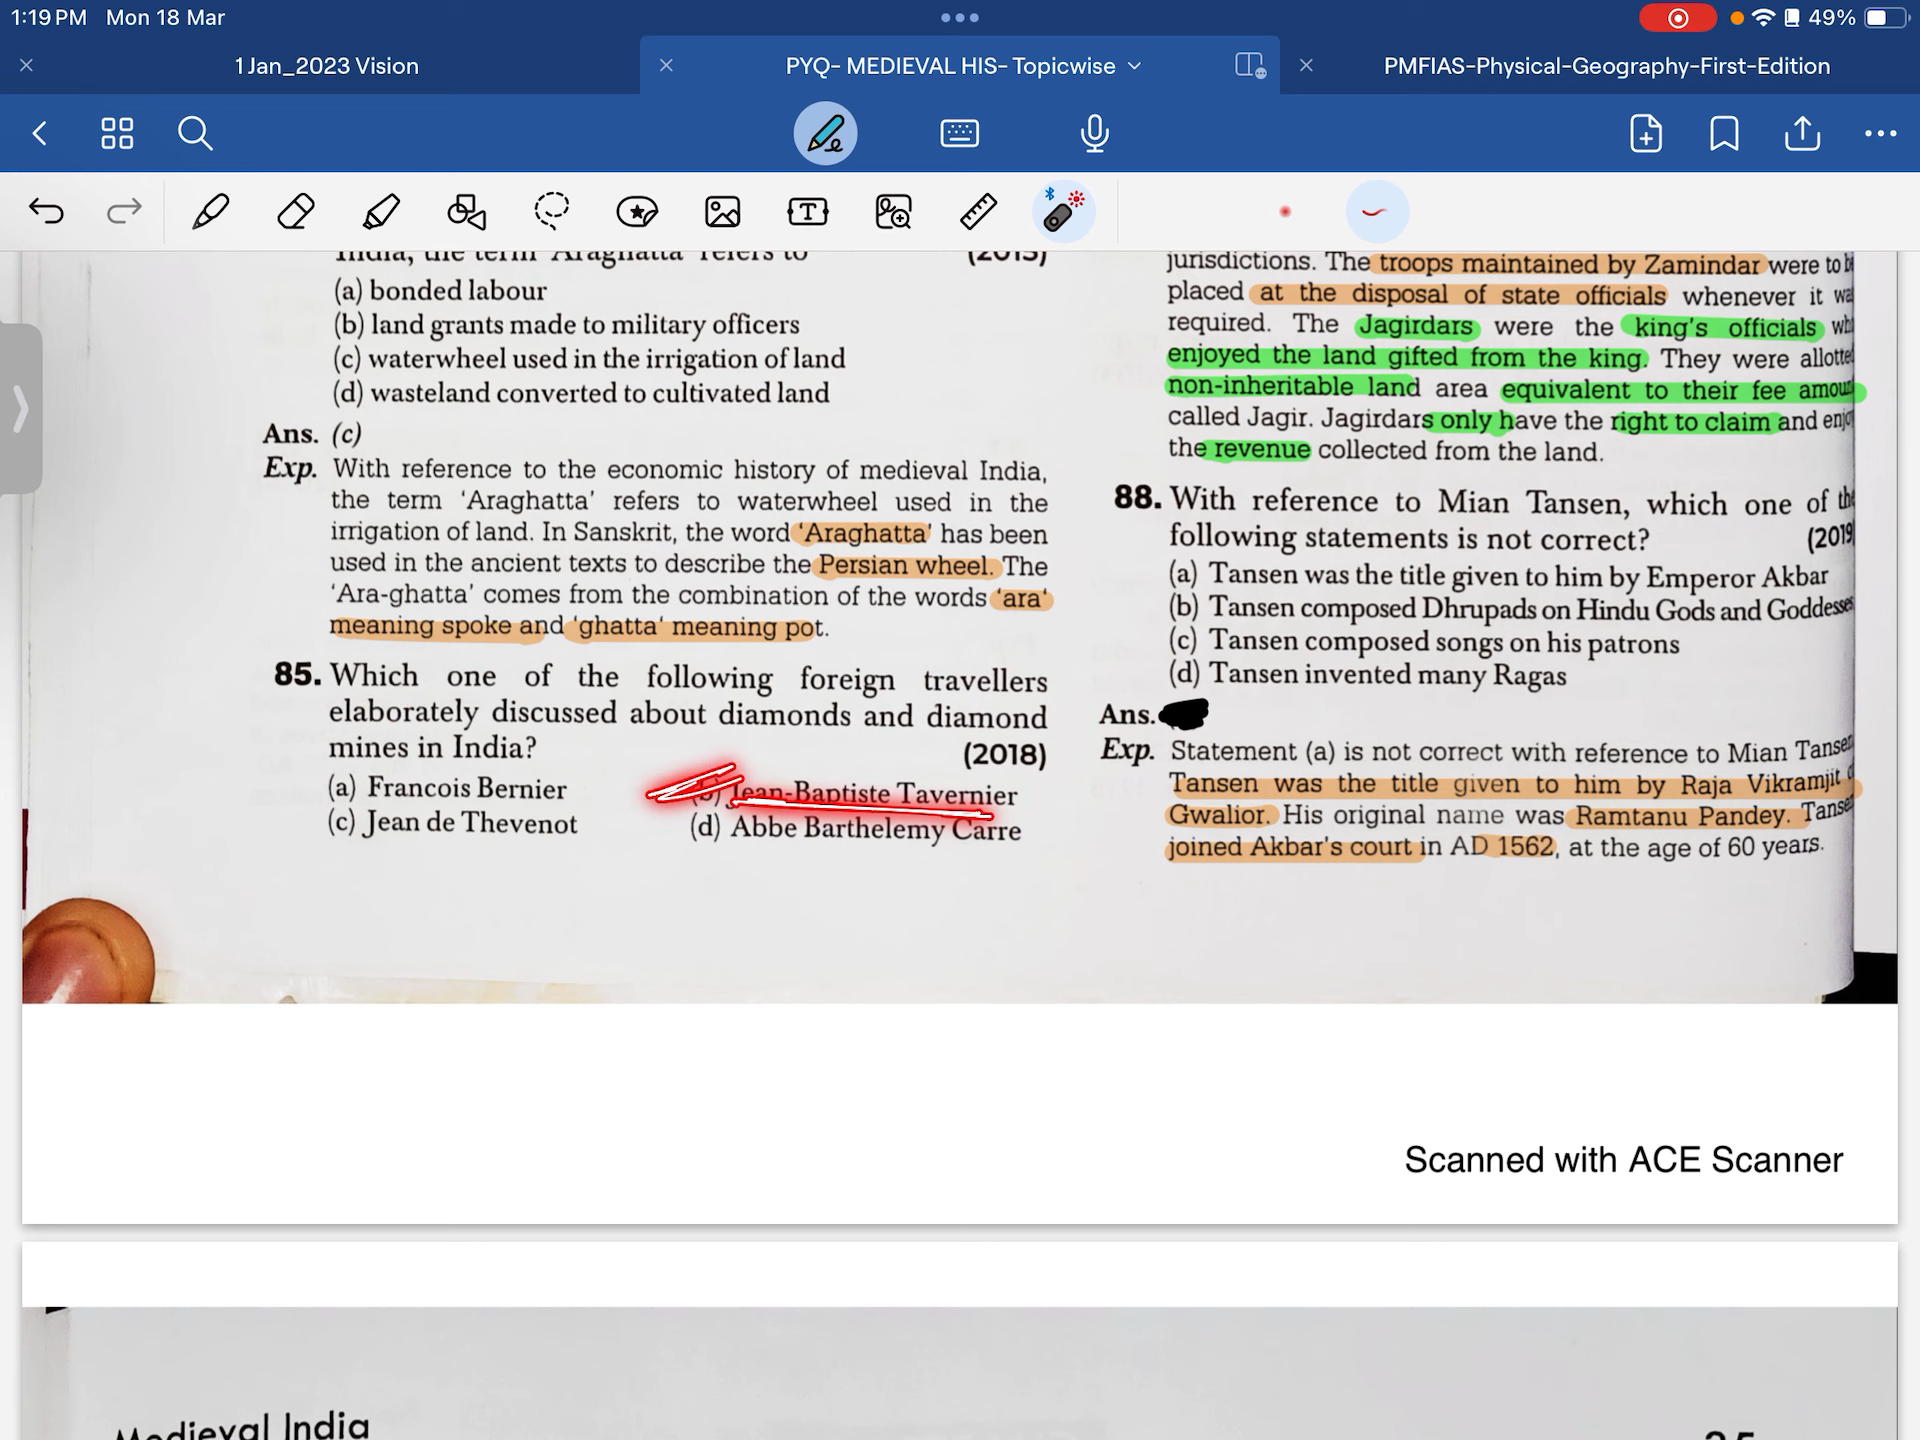 1:19 PM Mon 18 Mar
49%
1Jan_2023 Vision
PYQ- MEDIEVAL HIS- Topicwise
PMFIAS-Physical-Geography-First-Edition
India, the term 'Araghatta' refers to (2015)
(a) bonded labour
(b) land grants made to military officers
(c) waterwheel used in the irrigation of land
(d) wasteland converted to cultivated land
Ans. (c)
Exp. With reference to the economic history of medieval India,
the term 'Araghatta' refers to waterwheel used in the
irrigation of land. In Sanskrit, the word 'Araghatta' has been
used in the ancient texts to describe the Persian wheel. The
'Ara-ghatta' comes from the combination of the words 'ara'
meaning spoke and 'ghatta' meaning pot.
85. Which one of the following foreign travellers
elaborately discussed about diamonds and diamond
mines in India? (2018)
(a) Francois Bernier (b) Jean-Baptiste Tavernier
(c) Jean de Thevenot (d) Abbe Barthelemy Carre
jurisdictions. The troops maintained by Zamindar were to
placed at the disposal of state officials whenever it
required. The Jagirdars were the king's officials
enjoyed the land gifted from the king. They were
non-inheritable land area equivalent to their fee
called Jagir. Jagirdars only have the right to claim and
the revenue collected from the land.
88. With reference to Mian Tansen, which one of the
following statements is not correct? (2019
(a) Tansen was the title given to him by Emperor Akbar
(b) Tansen composed Dhrupads on Hindu Gods and Goddesses
(c) Tansen composed songs on his patrons
(d) Tansen invented many Ragas
Ans.
Exp. Statement (a) is not correct with reference to Mian Tansen
Tansen was the title given to him by Raja Vikramjit
Gwalior. His original name was Ramtanu Pandey. Tansen
joined Akbar's court in AD 1562, at the age of 60 years.
Scanned with ACE Scanner
Medieval India